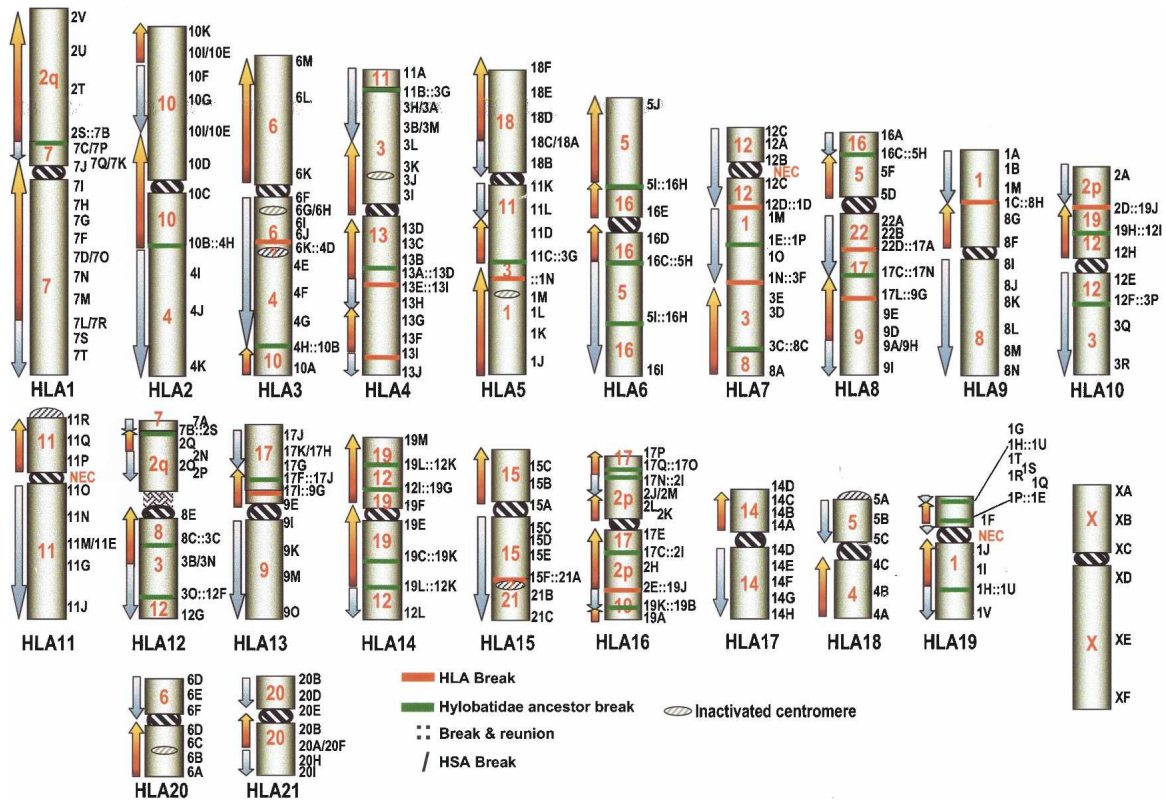 2V
2U
2q
2T
2S::7B
7C/7P
7
7Q/7K
7J
7I
7H
7G
7F
7D/7O
7
7N
7M
7L/7R
7S
7T
HLA1
10K
10I/10E
10F
10
10G
10I/10E
10D
10C
10
10B::4H
4I
4J
4
4K
HLA2
6M
6L
6
6K
6F
6G/6H
6I
6
6J
6K::4D
4E
4
4F
4G
4H::10B
10
10A
HLA3
11
11A
11B::3G
3H/3A
3B/3M
3
3L
3K
3J
3I
13D
13
13C
13B
13A::13D
13E::13I
13H
13G
13F
13I
13J
HLA4
18F
18E
18
18D
18C/18A
18B
11K
11
11L
11D
11C::3G
3
::1N
1M
1
1L
1K
1J
HLA5
5J
5
5I::16H
16
16E
16D
16
16C::5H
5
5I::16H
16
16I
HLA6
12C
12
12A
12B
NEC
12C
12
12D::1D
1M
1
1E::1P
1O
1N::3F
3E
3D
3
3C::8C
8
8A
HLA7
16A
16
16C::5H
5
5F
5D
22A
22B
22
22D::17A
17
17C::17N
17L::9G
9E
9
9D
9A/9H
9I
HLA8
1A
1B
1
1M
1C::8H
8G
8F
8I
8J
8K
8
8L
8M
8N
HLA9
2A
2p
2D::19J
19
19H::12I
12
12H
12E
12
12F::3P
3
3Q
3R
HLA10
11R
11
11Q
11P
NEC
11O
11N
11
11M/11E
11G
11J
HLA11
7
7A
7B::2S
2Q
2q
2N
2O
2P
8E
8
8C::3C
3
3B/3N
3O::12F
12
12G
HLA12
17J
17
17K/17H
17G
17F::17J
17I::9G
9E
9I
9K
9
9M
9O
HLA13
19M
19
19L::12K
12
12I::19G
19
19F
19E
19
19C::19K
19L::12K
12
12L
HLA14
15
15C
15B
15A
15C
15
15D
15E
15F::21A
21B
21
21C
HLA15
17P
17
17Q::17O
17N::2I
2p
2J/2M
2L
2K
17
17E
17C::2I
2p
2H
2E::19J
19
19K::19B
19A
HLA16
14D
14
14C
14B
14A
14D
14E
14
14F
14G
14H
HLA17
5A
5
5B
5C
4C
4
4B
4A
HLA18
1G
1H::1U
1T
1S
1R
1Q
1P::1E
1F
NEC
1J
1
1I
1H::1U
1V
HLA19
XA
X
XB
XC
XD
X
XE
XF
6D
6
6E
6F
6D
6C
6B
6A
HLA20
20B
20
20D
20E
20B
20
20A/20F
20H
20I
HLA21
HLA Break
Hylobatidae ancestor break
Break & reunion
HSA Break
Inactivated centromere